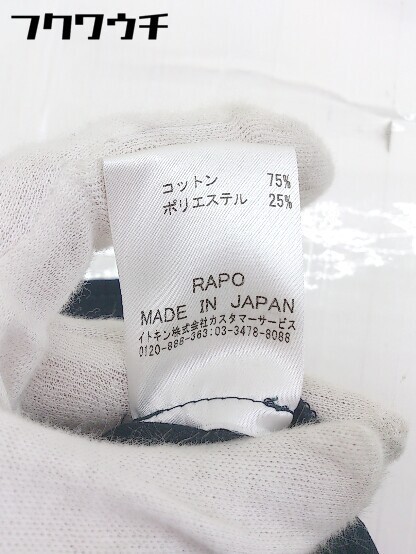 フクワウチ
コットン 75%
ポリエステル 25%
RAPO
MADE IN JAPAN
イトキン株式会社カスタマーサービス
0120-888-363:03-3478-8088